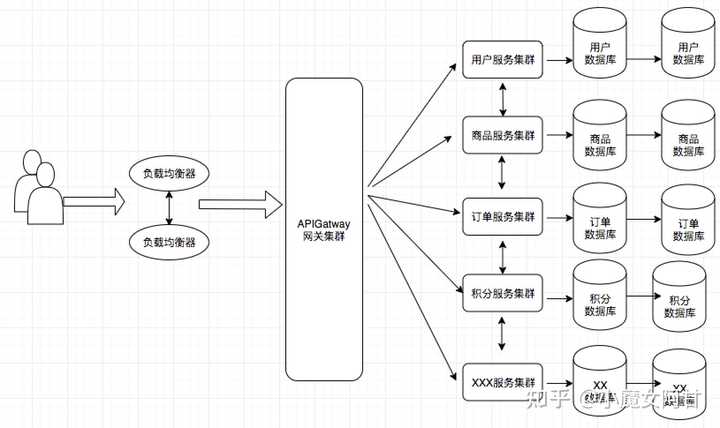 负载均衡器
负载均衡器
APIGatway
网关集群
用户服务集群
用户
数据库
用户
数据库
商品服务集群
商品
数据库
商品
数据库
订单服务集群
订单
数据库
订单
数据库
积分服务集群
积分
数据库
积分
数据库
XXX服务集群
XX
数据库
XX
数据库
知乎 @小魔女阿甘